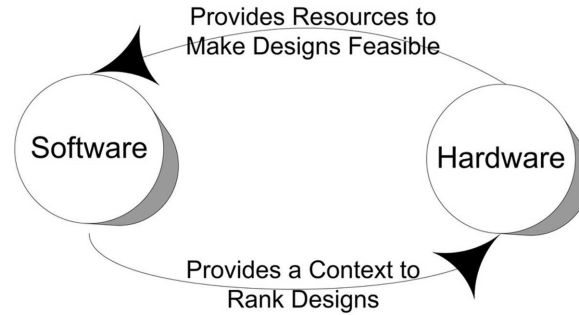 Provides Resources to
Make Designs Feasible
Software
Hardware
Provides a Context to
Rank Designs